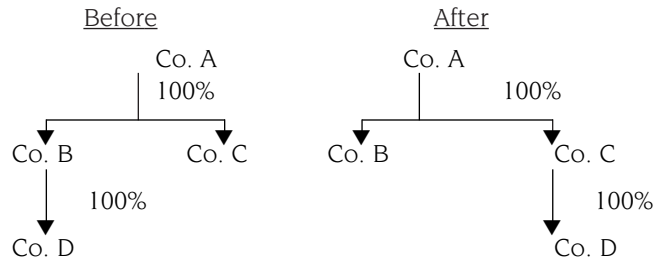 Before After
Co. A Co. A
100% 100%
Co. B Co. C Co. B Co. C
100% 100%
Co. D Co. D